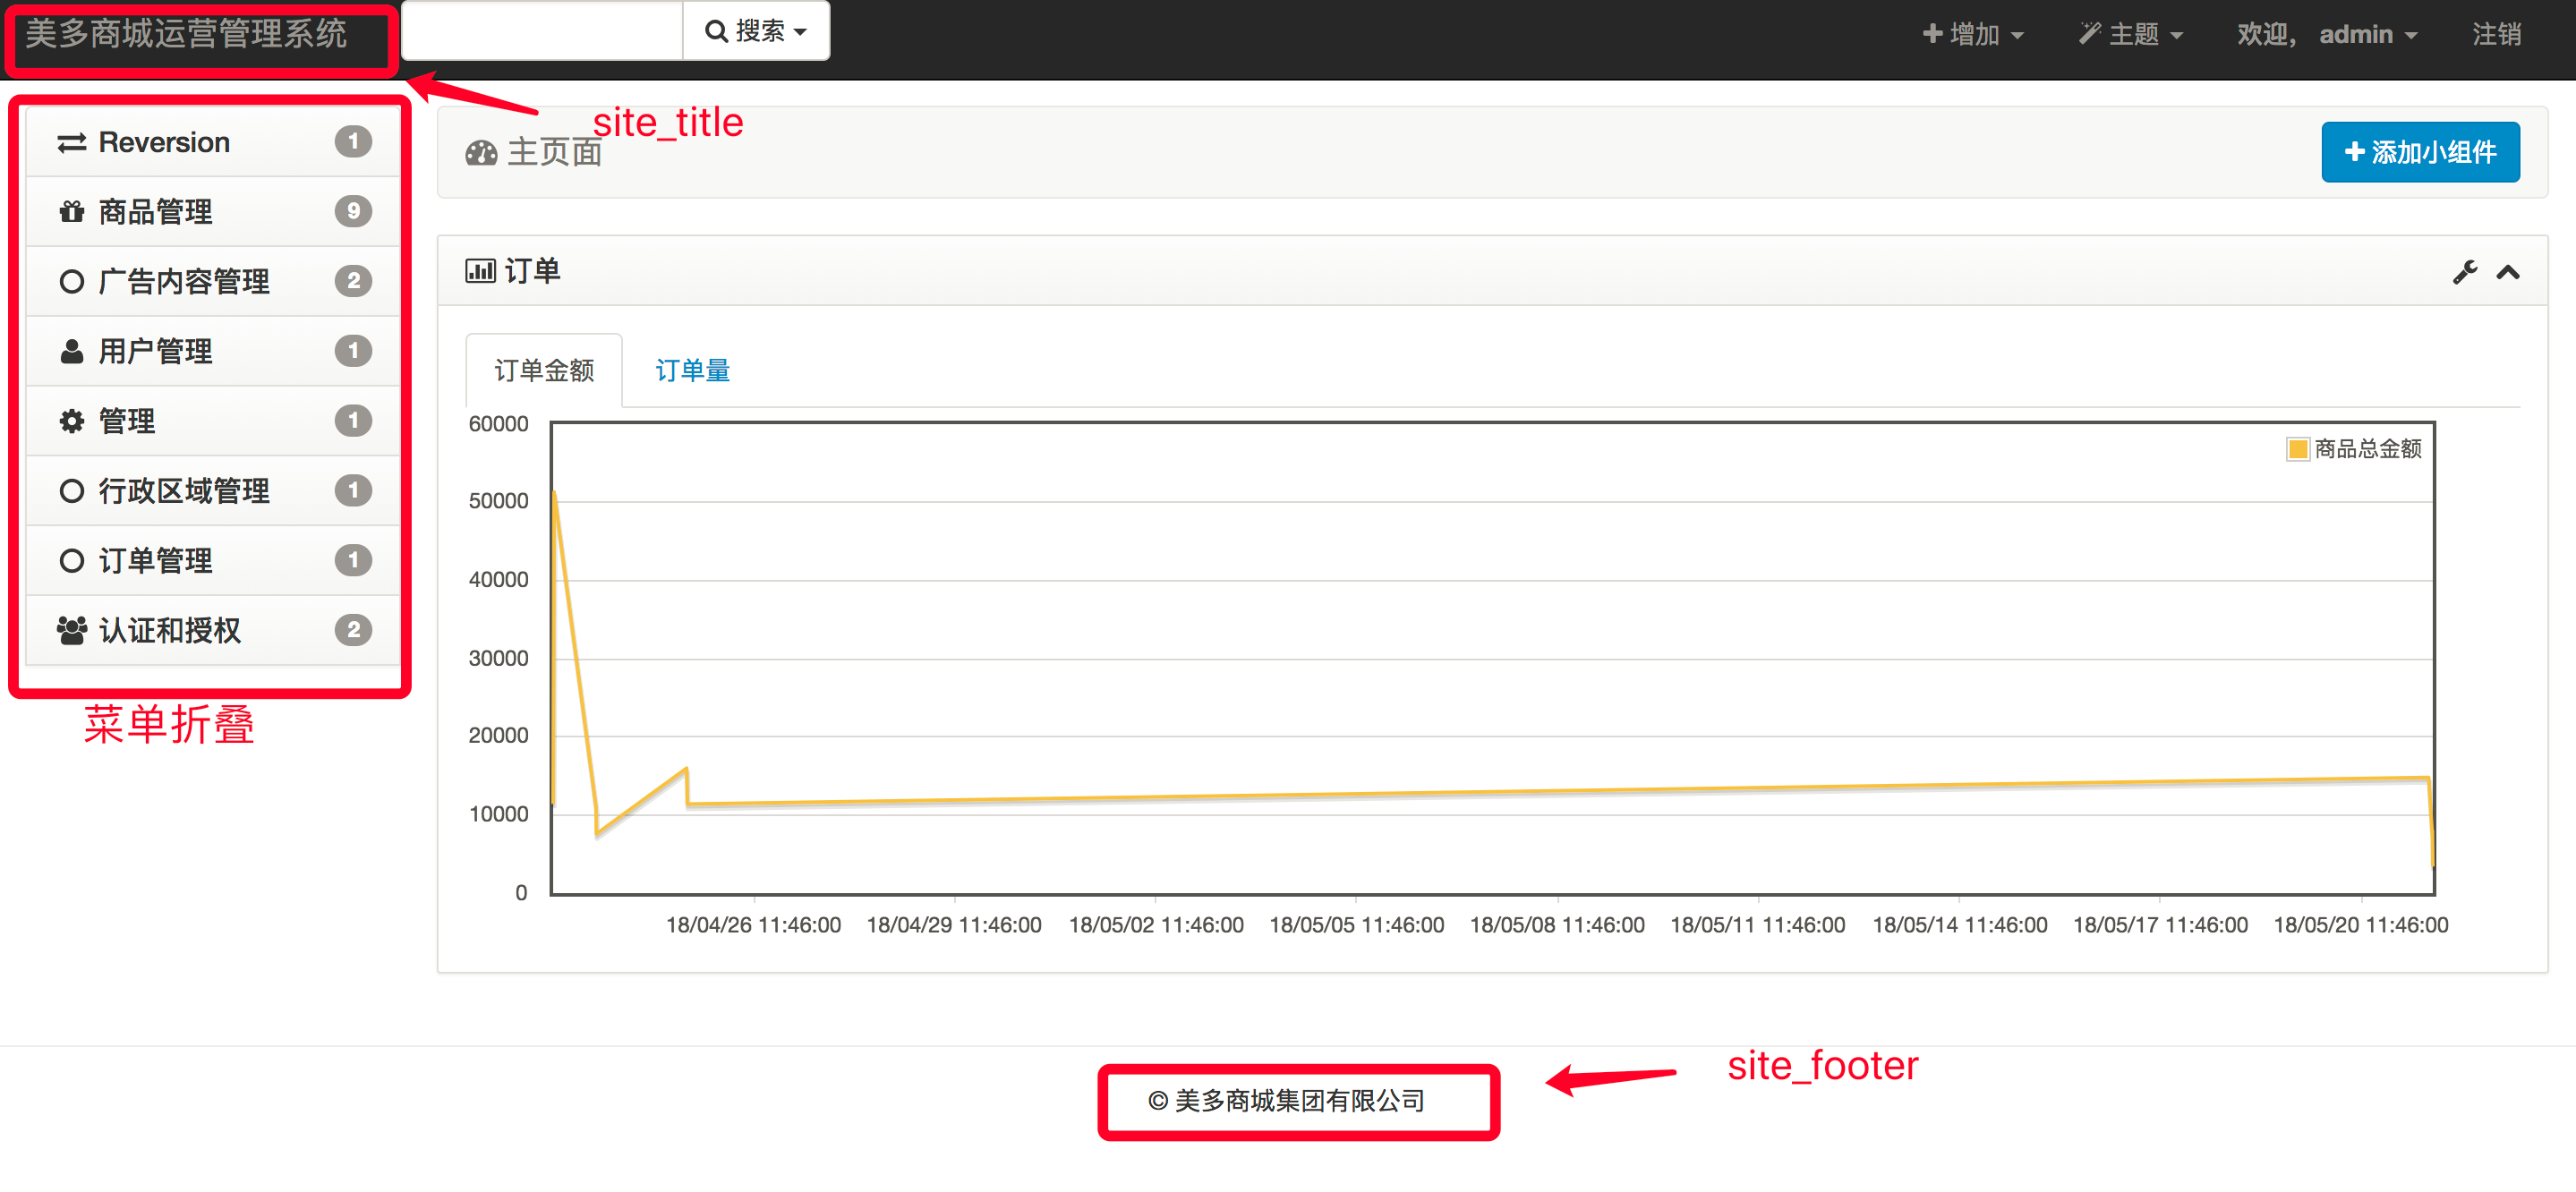 美多商城运营管理系统
搜索
增加
主题
欢迎， admin
注销
site_title
Reversion 1
商品管理 9
广告内容管理 2
用户管理 1
管理 1
行政区域管理 1
订单管理 1
认证和授权 2
菜单折叠
主页面
添加小组件
订单
订单金额
订单量
商品总金额
60000
50000
40000
30000
20000
10000
0
18/04/26 11:46:00
18/04/29 11:46:00
18/05/02 11:46:00
18/05/05 11:46:00
18/05/08 11:46:00
18/05/11 11:46:00
18/05/14 11:46:00
18/05/17 11:46:00
18/05/20 11:46:00
site_footer
© 美多商城集团有限公司